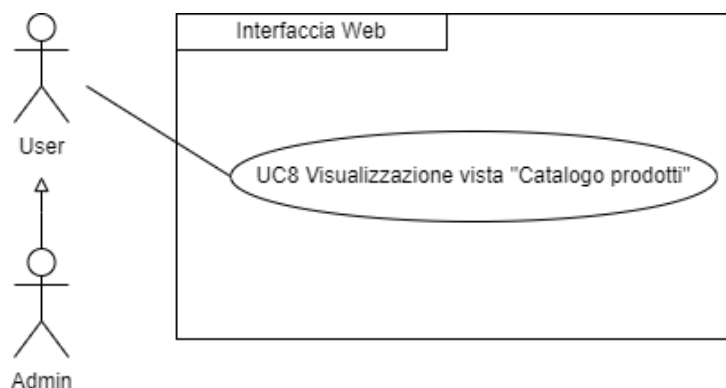 Interfaccia Web
User
UC8 Visualizzazione vista "Catalogo prodotti"
Admin